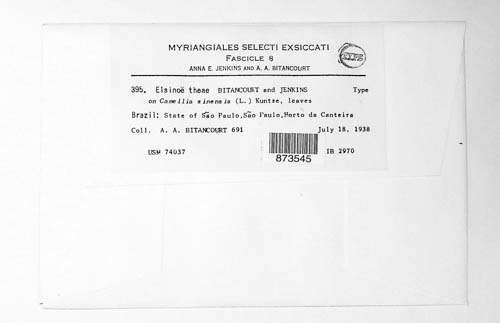 MYRIANGIALES SELECTI EXSICCATI
FASCICLE 8
ANNA E. JENKINS AND A. A. BITANCOURT
395. Elsinoë theae BITANCOURT and JENKINS Type
on Camellia sinensis (L.) Kuntze, leaves
Brazil: State of São Paulo,São Paulo,Horto da Canteira
Coll. A. A. BITANCOURT 691 July 18, 1938
USM 74037 IB 2970
873545